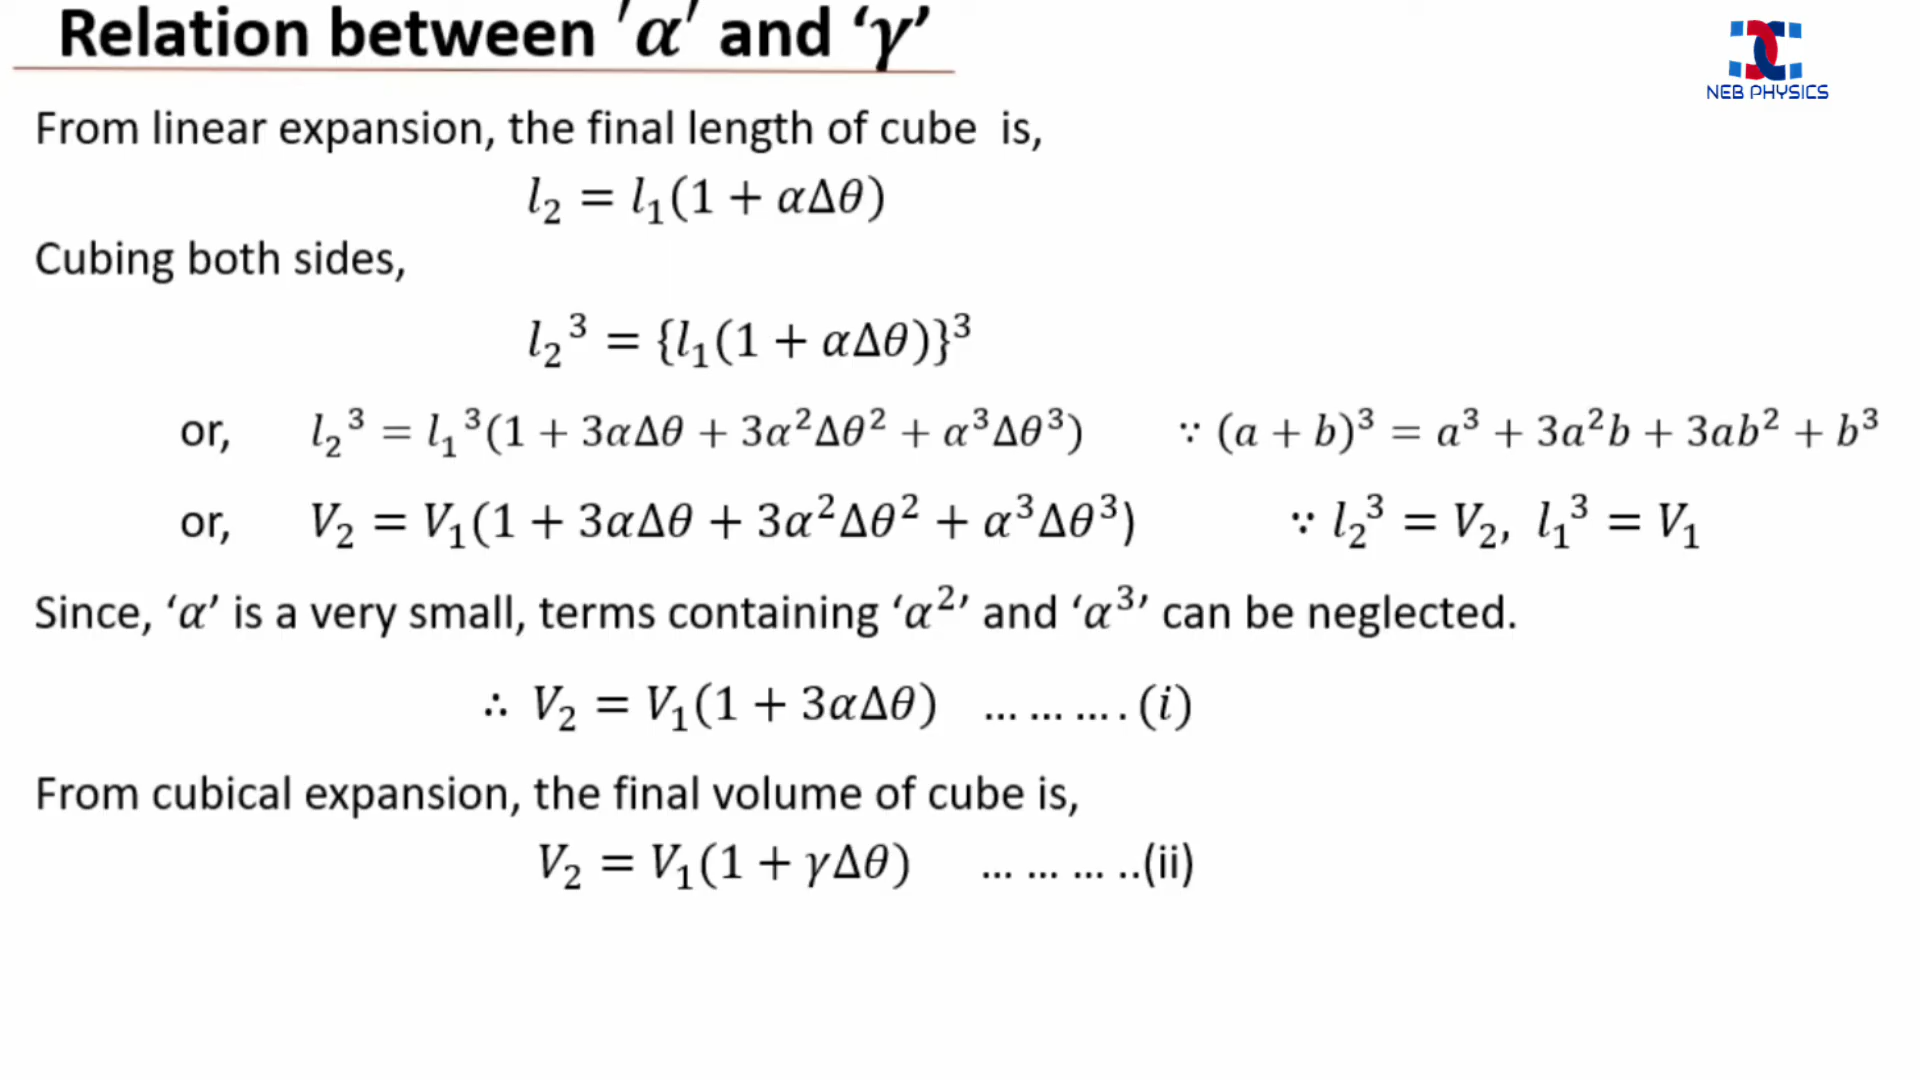 Relation between 'α' and ‘γ’
NEB PHYSICS
From linear expansion, the final length of cube is,
l₂ = l₁(1 + αΔθ)
Cubing both sides,
l₂³ = {l₁(1 + αΔθ)}³
or, l₂³ = l₁³(1 + 3αΔθ + 3α²Δθ² + α³Δθ³) ∵ (a + b)³ = a³ + 3a²b + 3ab² + b³
or, V₂ = V₁(1 + 3αΔθ + 3α²Δθ² + α³Δθ³) ∵ l₂³ = V₂, l₁³ = V₁
Since, ‘α’ is a very small, terms containing ‘α²’ and ‘α³’ can be neglected.
∴ V₂ = V₁(1 + 3αΔθ) … … … . (i)
From cubical expansion, the final volume of cube is,
V₂ = V₁(1 + γΔθ) … … … ..(ii)